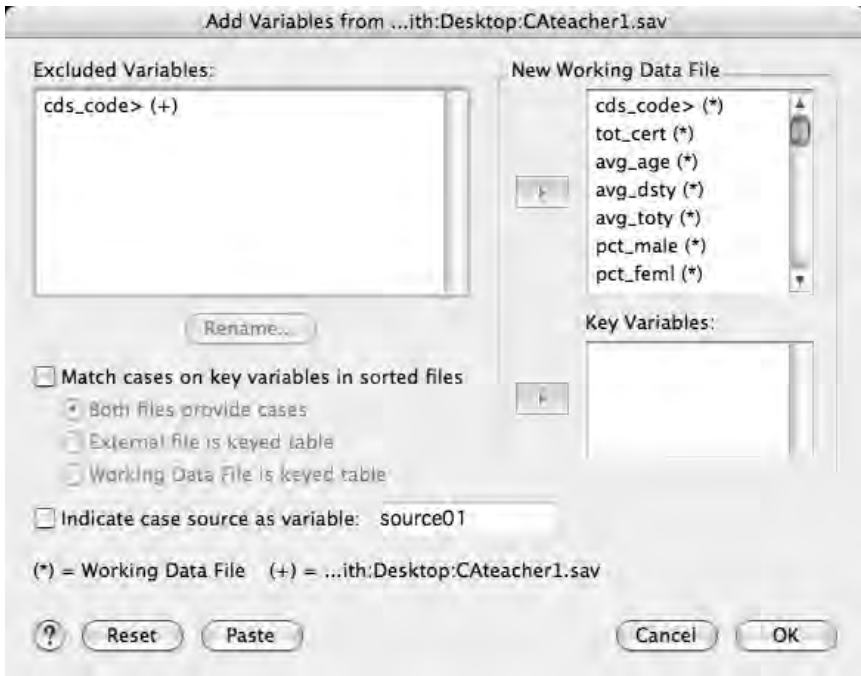 Add Variables from ...ith:Desktop:CAteacher1.sav
Excluded Variables:
cds_code> (+)
Rename...
New Working Data File
cds_code> (*)
tot_cert (*)
avg_age (*)
avg_dsty (*)
avg_toty (*)
pct_male (*)
pct_feml (*)
Key Variables:
Match cases on key variables in sorted files
Both files provide cases
External file is keyed table
Working Data File is keyed table
Indicate case source as variable: source01
(*) = Working Data File (+) = ...ith:Desktop:CAteacher1.sav
? Reset Paste Cancel OK